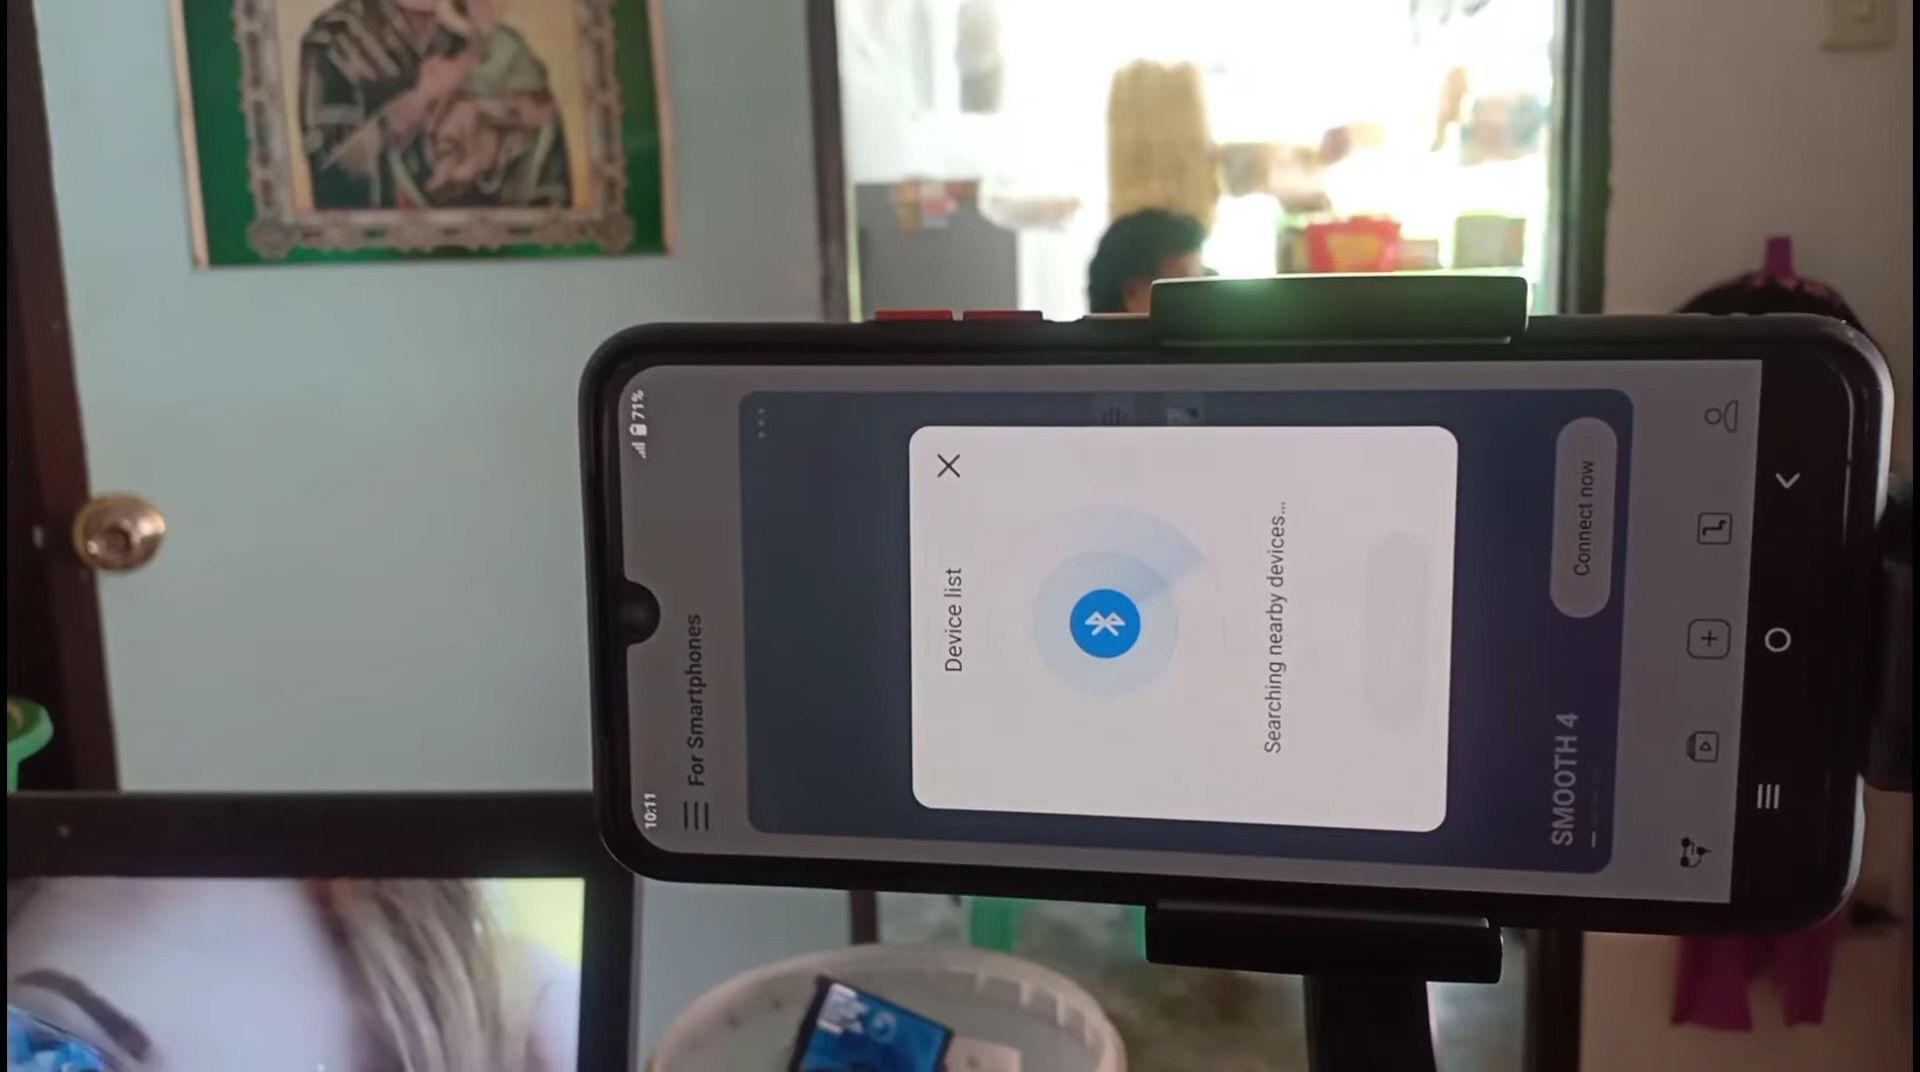 10:11
71%
For Smartphones
Device list
Searching nearby devices...
SMOOTH 4
Connect now